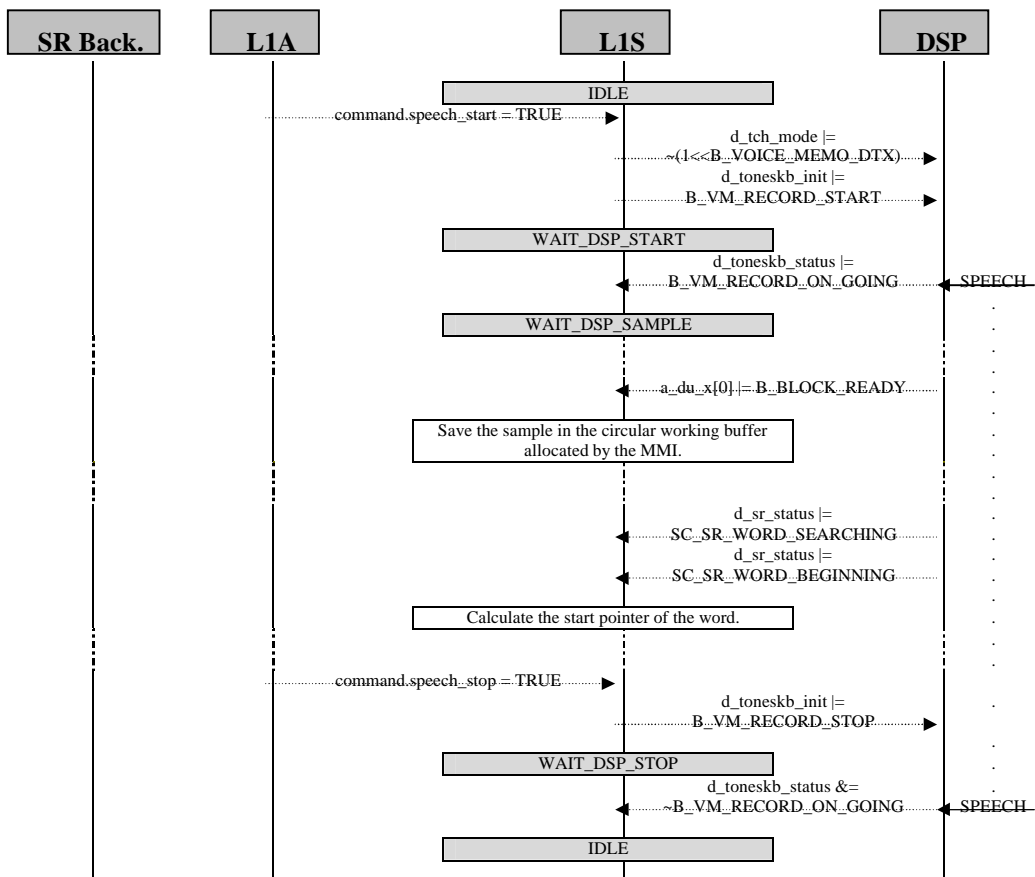 SR Back. L1A L1S DSP
IDLE
command.speech_start = TRUE
d_tch_mode |=
~(1<<B_VOICE_MEMO_DTX)
d_toneskb_init |=
B_VM_RECORD_START
WAIT_DSP_START
d_toneskb_status |=
B_VM_RECORD_ON_GOING SPEECH
WAIT_DSP_SAMPLE
a_du_x[0] |= B_BLOCK_READY
Save the sample in the circular working buffer
allocated by the MMI.
d_sr_status |=
SC_SR_WORD_SEARCHING
d_sr_status |=
SC_SR_WORD_BEGINNING
Calculate the start pointer of the word.
command.speech_stop = TRUE
d_toneskb_init |=
B_VM_RECORD_STOP
WAIT_DSP_STOP
d_toneskb_status &=
~B_VM_RECORD_ON_GOING SPEECH
IDLE